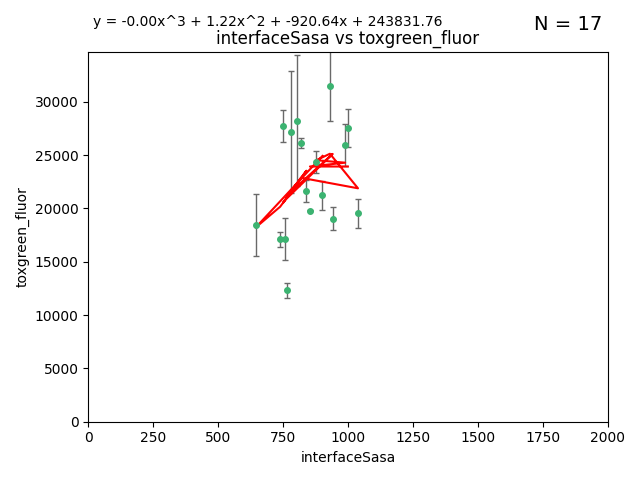 y = -0.00x^3 + 1.22x^2 + -920.64x + 243831.76
N = 17
interfaceSasa vs toxgreen_fluor
30000
25000
20000
15000
10000
5000
0
toxgreen_fluor
0 250 500 750 1000 1250 1500 1750 2000
interfaceSasa